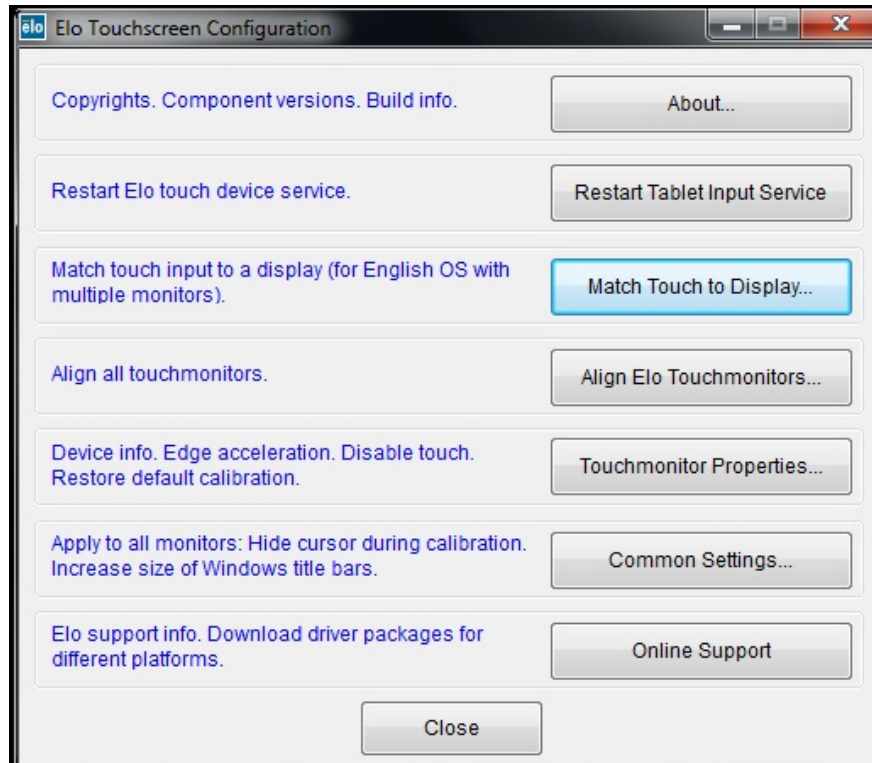 elo Elo Touchscreen Configuration
Copyrights. Component versions. Build info.
About...
Restart Elo touch device service.
Restart Tablet Input Service
Match touch input to a display (for English OS with
multiple monitors).
Match Touch to Display...
Align all touchmonitors.
Align Elo Touchmonitors...
Device info. Edge acceleration. Disable touch.
Restore default calibration.
Touchmonitor Properties...
Apply to all monitors: Hide cursor during calibration.
Increase size of Windows title bars.
Common Settings...
Elo support info. Download driver packages for
different platforms.
Online Support
Close